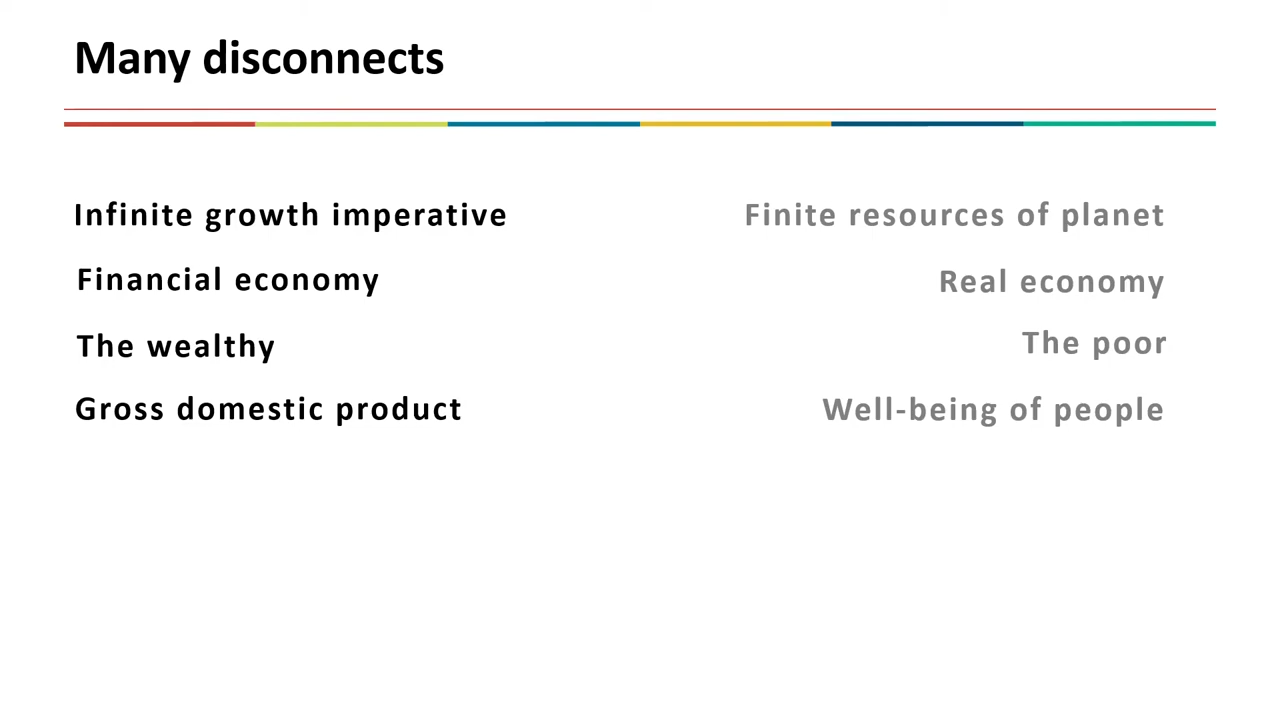 Many disconnects
Infinite growth imperative Finite resources of planet
Financial economy Real economy
The wealthy The poor
Gross domestic product Well-being of people